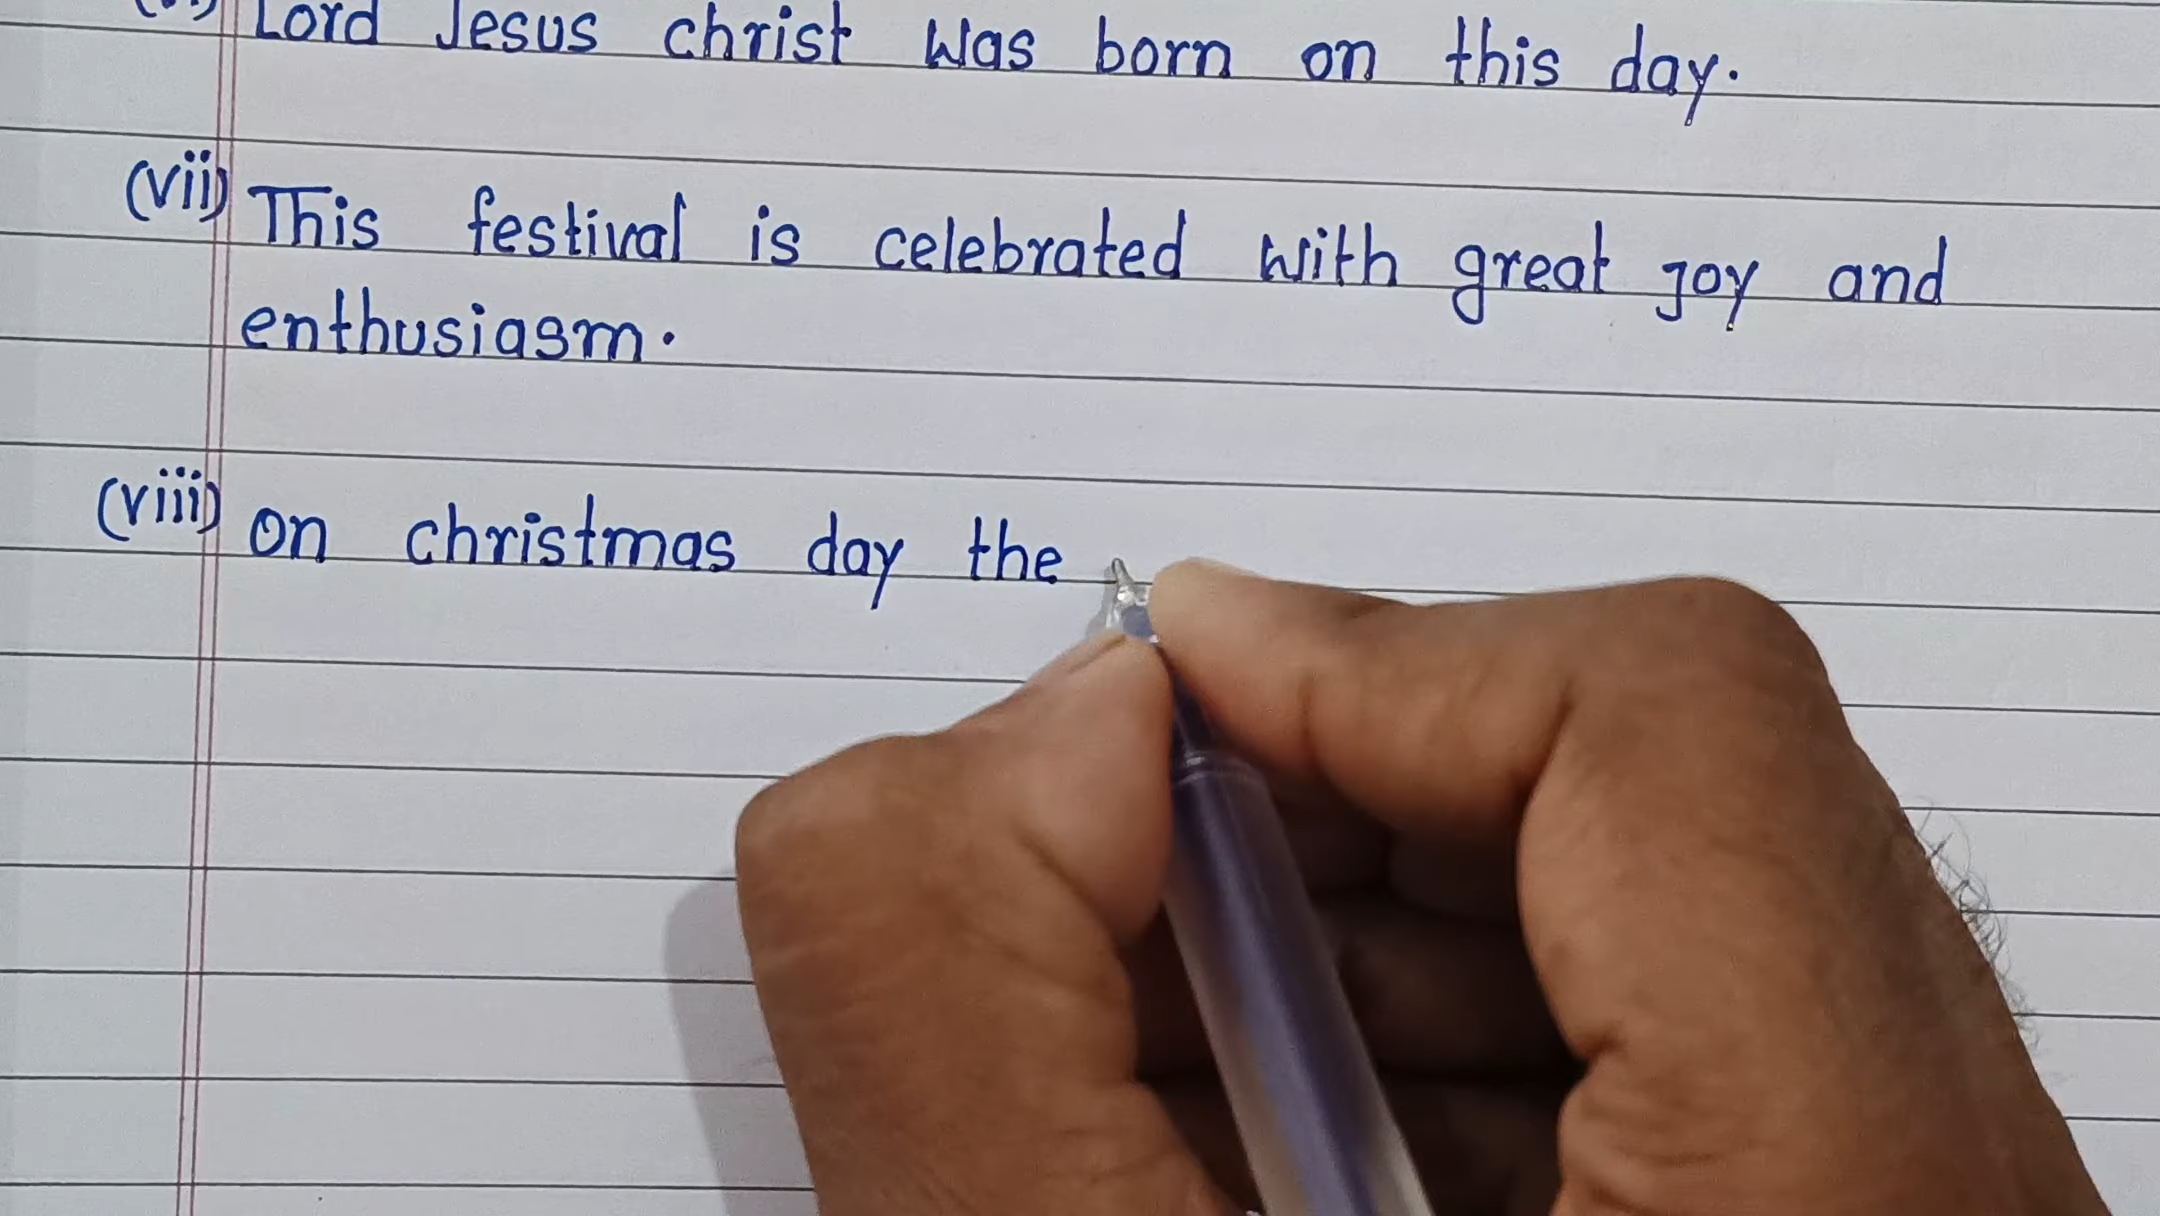 Lord Jesus christ was born on this day.
(vii) This festival is celebrated with great joy and
enthusiasm.
(viii) on christmas day the